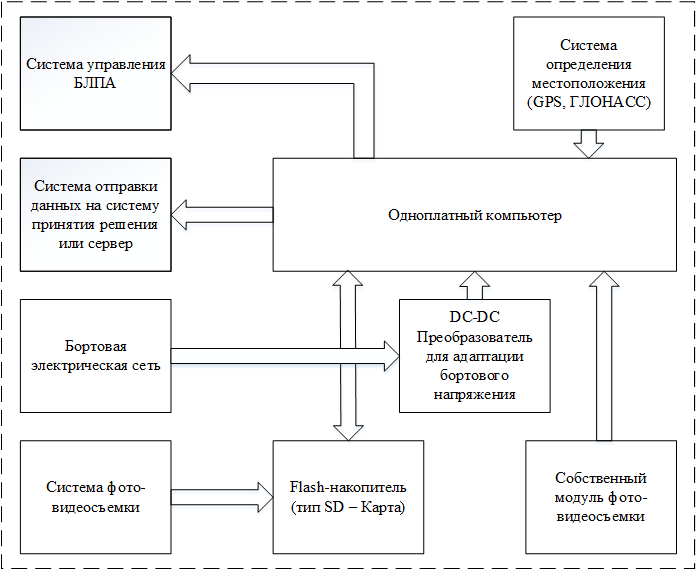 Система управления
БЛПА
Система
определения
местоположения
(GPS, ГЛОНАСС)
Система отправки
данных на систему
принятия решения
или сервер
Одноплатный компьютер
Бортовая
электрическая сеть
DC-DC
Преобразователь
для адаптации
бортового
напряжения
Система фото-
видеосъемки
Flash-накопитель
(тип SD – Карта)
Собственный
модуль фото-
видеосъемки